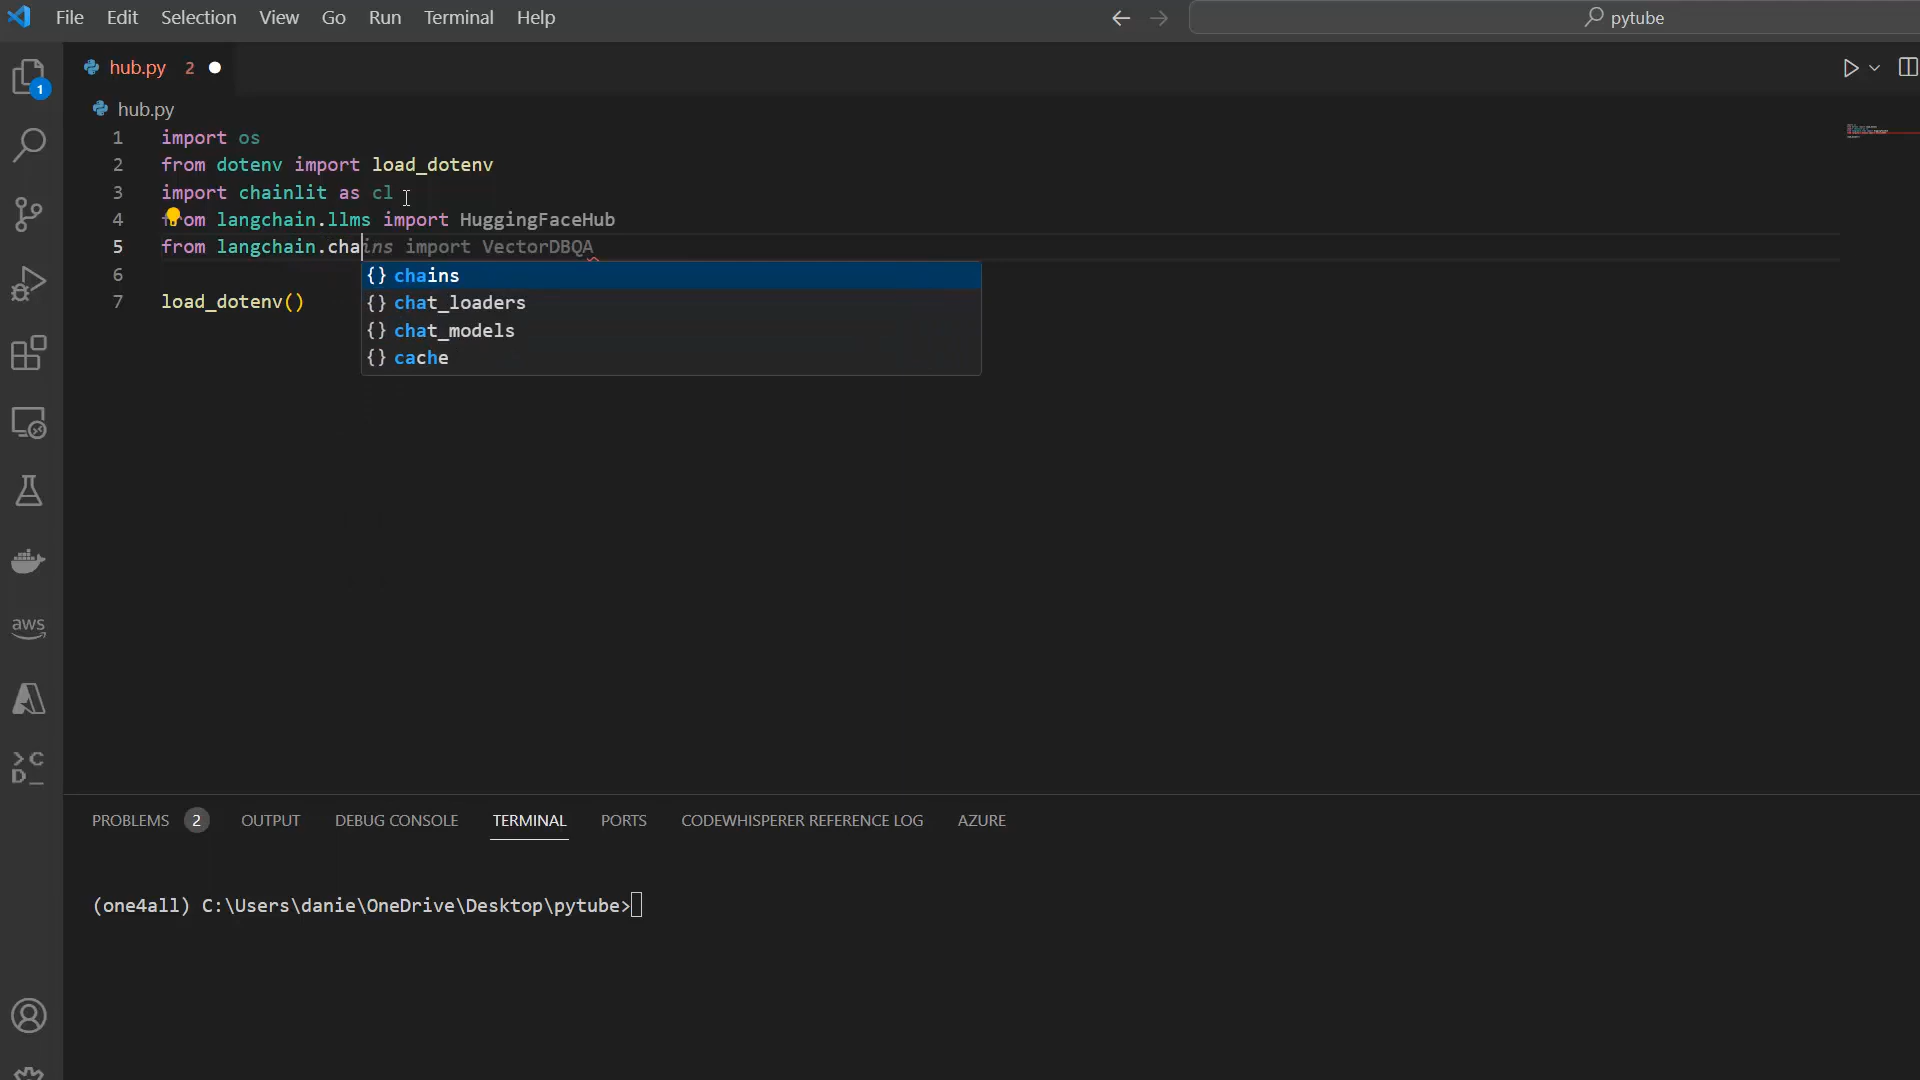 File Edit Selection View Go Run Terminal Help pytube
hub.py 2
1
hub.py
1 import os
2 from dotenv import load_dotenv
3 import chainlit as cl
4 from langchain.llms import HuggingFaceHub
5 from langchain.chains import VectorDBQA
6 chains
7 load_dotenv() chat_loaders
chat_models
cache
aws
>C
D_
PROBLEMS 2 OUTPUT DEBUG CONSOLE TERMINAL PORTS CODEWHISPERER REFERENCE LOG AZURE
(one4all) C:\Users\danie\OneDrive\Desktop\pytube>